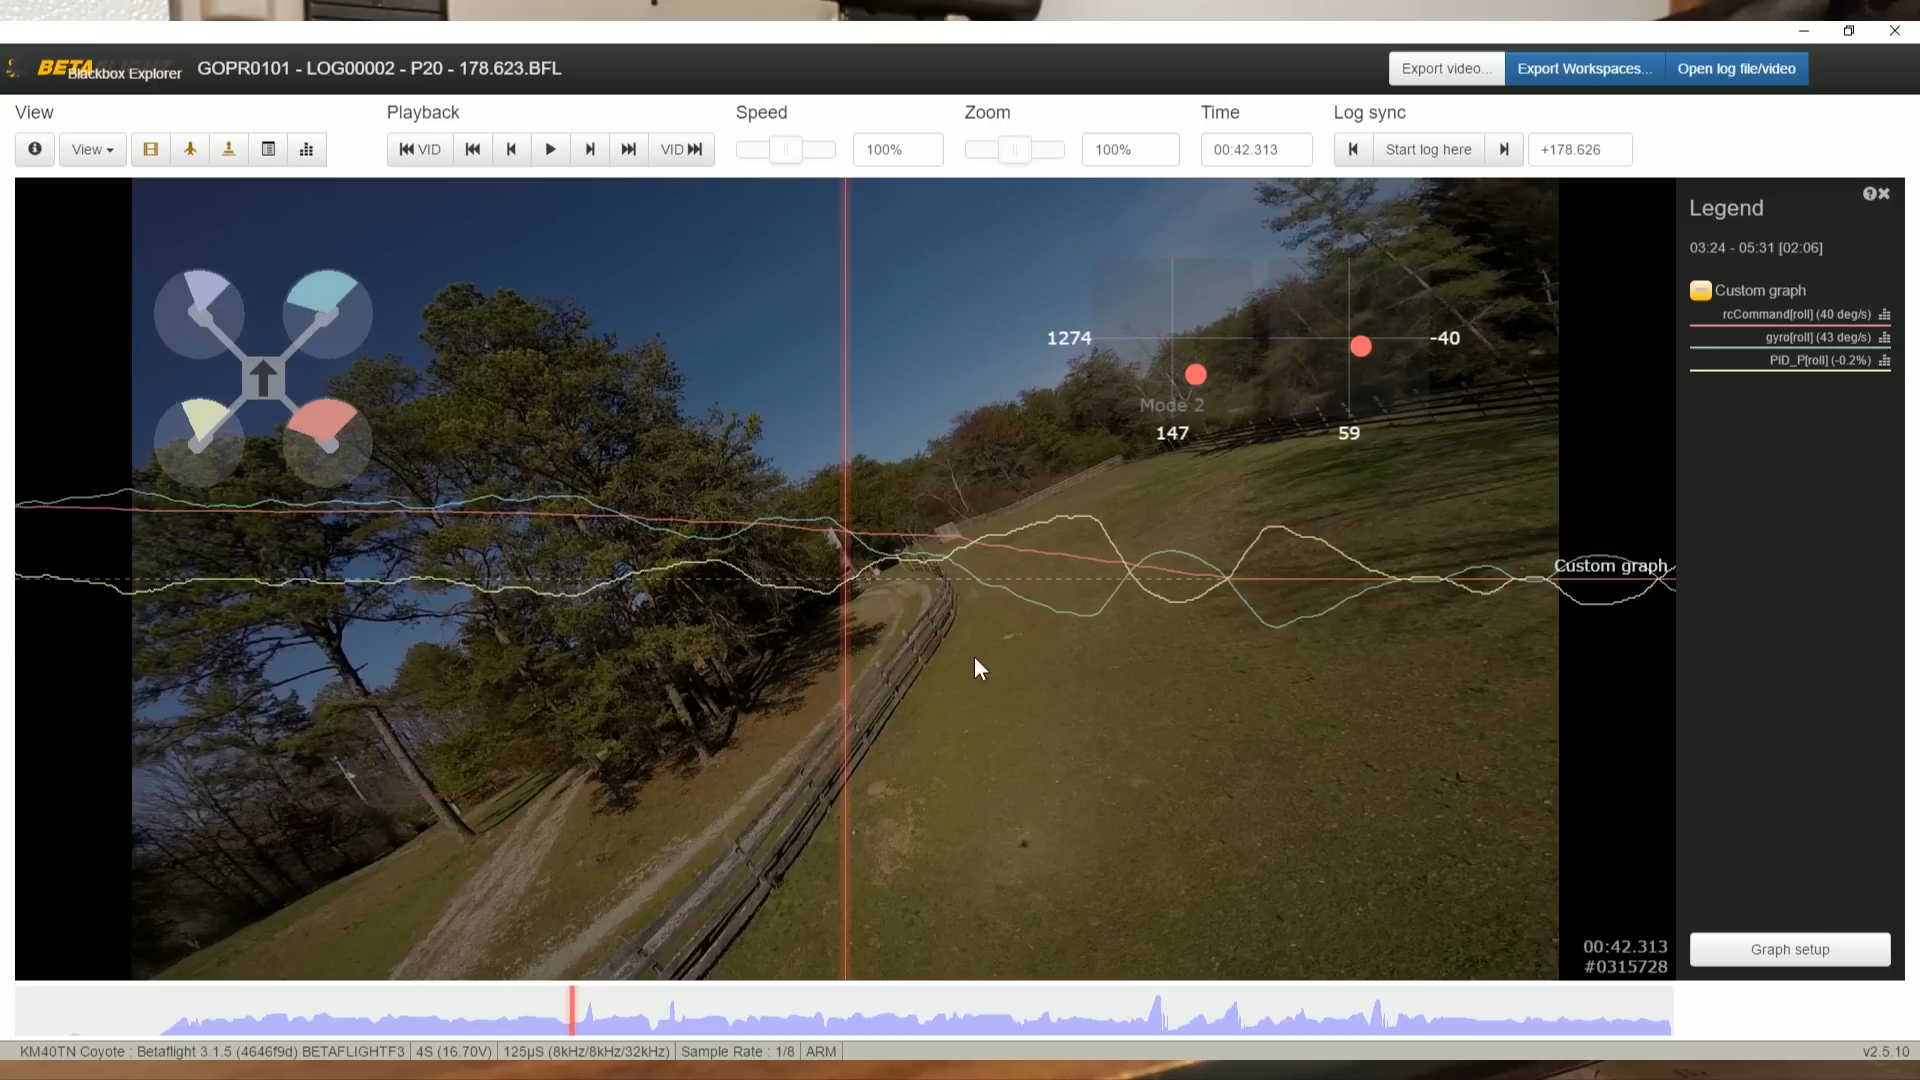 BETAFLIGHT
Blackbox Explorer
GOPR0101 - LOG00002 - P20 - 178.623.BFL
Export video...
Export Workspaces...
Open log file/video
View
Playback
Speed
Zoom
Time
Log sync
View
VID
VID
100%
100%
00:42.313
Start log here
+178.626
Legend
03:24 - 05:31 [02:06]
Custom graph
rcCommand[roll] (40 deg/s)
gyro[roll] (43 deg/s)
PID_P[roll] (-0.2%)
1274
-40
Mode 2
147
59
Custom graph
00:42.313
#0315728
Graph setup
KM40TN Coyote : Betaflight 3.1.5 (4646f9d) BETAFLIGHTF3
4S (16.70V)
125µS (8kHz/8kHz/32kHz)
Sample Rate : 1/8
ARM
v2.5.10